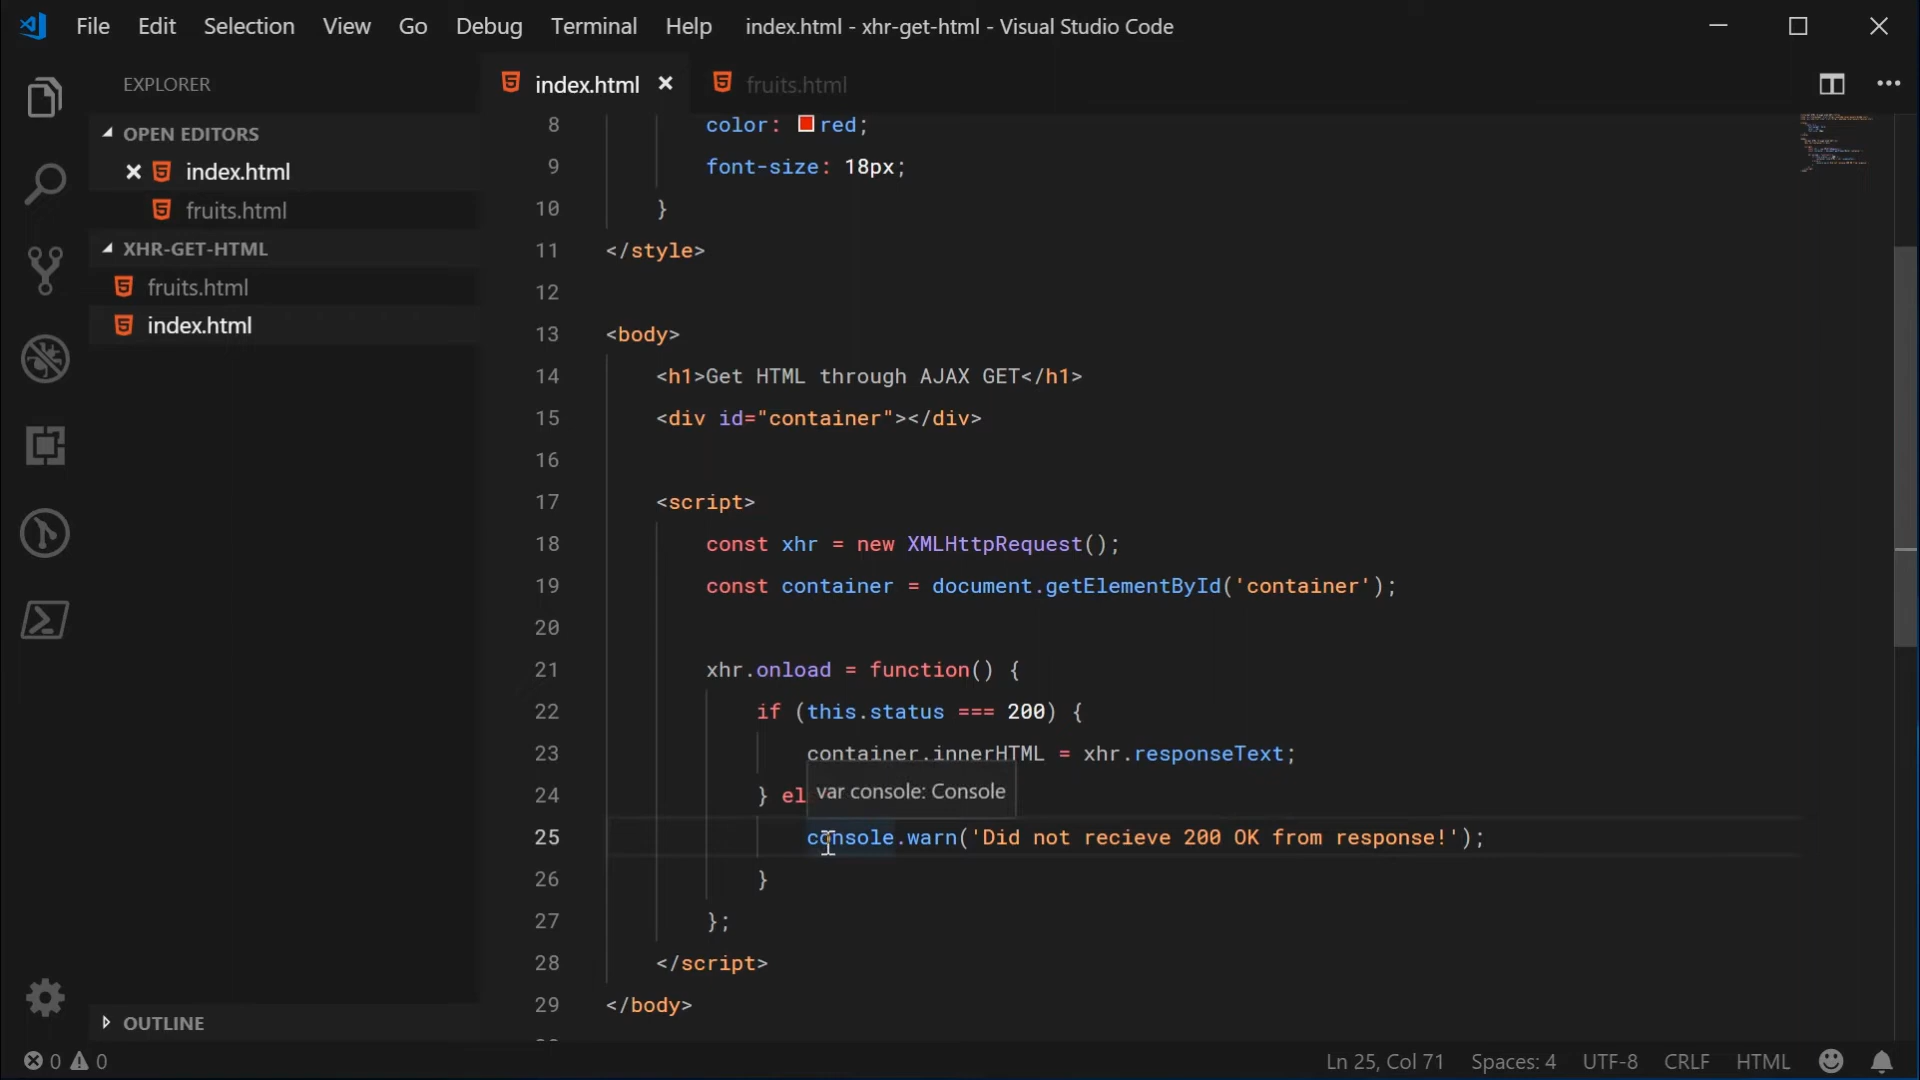 File Edit Selection View Go Debug Terminal Help index.html - xhr-get-html - Visual Studio Code
EXPLORER
OPEN EDITORS
index.html
fruits.html
XHR-GET-HTML
fruits.html
index.html
OUTLINE
index.html fruits.html
8 color: red;
9 font-size: 18px;
10 }
11 </style>
12
13 <body>
14 <h1>Get HTML through AJAX GET</h1>
15 <div id="container"></div>
16
17 <script>
18 const xhr = new XMLHttpRequest();
19 const container = document.getElementById('container');
20
21 xhr.onload = function() {
22 if (this.status === 200) {
23 container.innerHTML = xhr.responseText;
24 } el
var console: Console
25 console.warn('Did not recieve 200 OK from response!');
26 }
27 };
28 </script>
29 </body>
0 0 Ln 25, Col 71 Spaces: 4 UTF-8 CRLF HTML